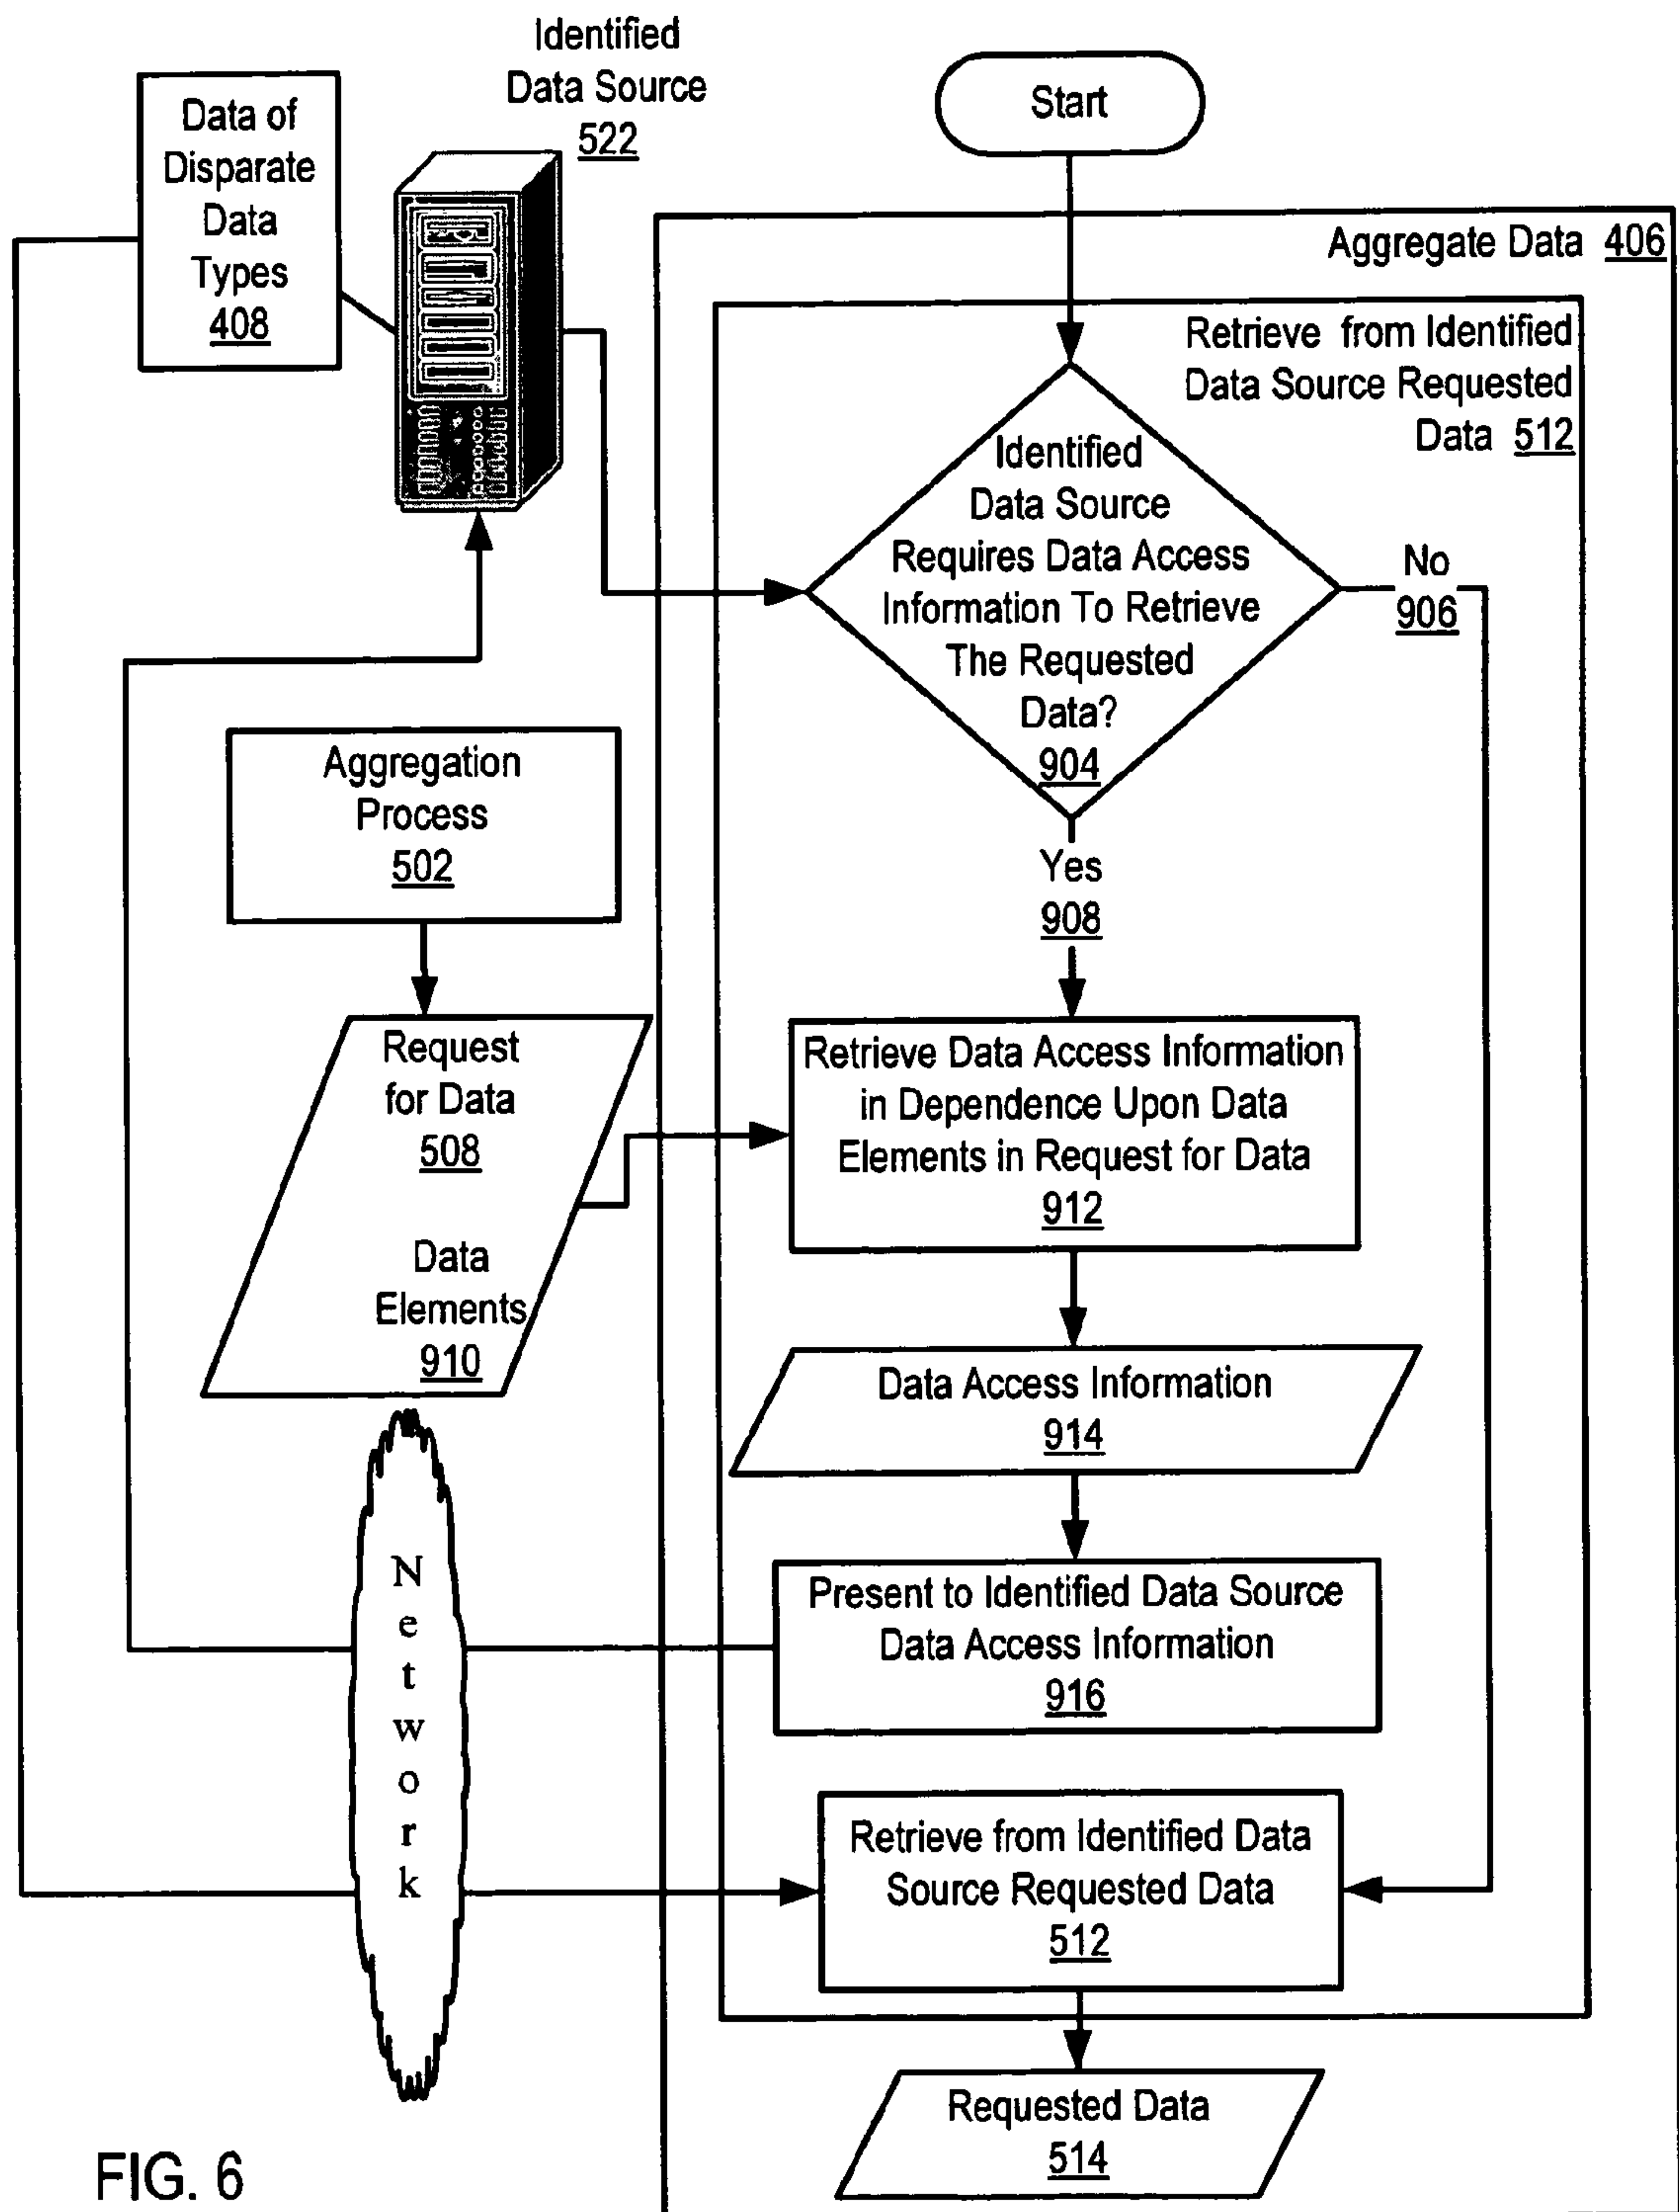 Identified
Data Source
522
Data of
Disparate
Data
Types
408
Start
Aggregate Data 406
Retrieve from Identified
Data Source Requested
Data 512
Identified
Data Source
Requires Data Access
Information To Retrieve
The Requested
Data?
904
No
906
Yes
908
Aggregation
Process
502
Request
for Data
508
Data
Elements
910
Retrieve Data Access Information
in Dependence Upon Data
Elements in Request for Data
912
Data Access Information
914
Network
Present to Identified Data Source
Data Access Information
916
Retrieve from Identified Data
Source Requested Data
512
Requested Data
514
FIG. 6